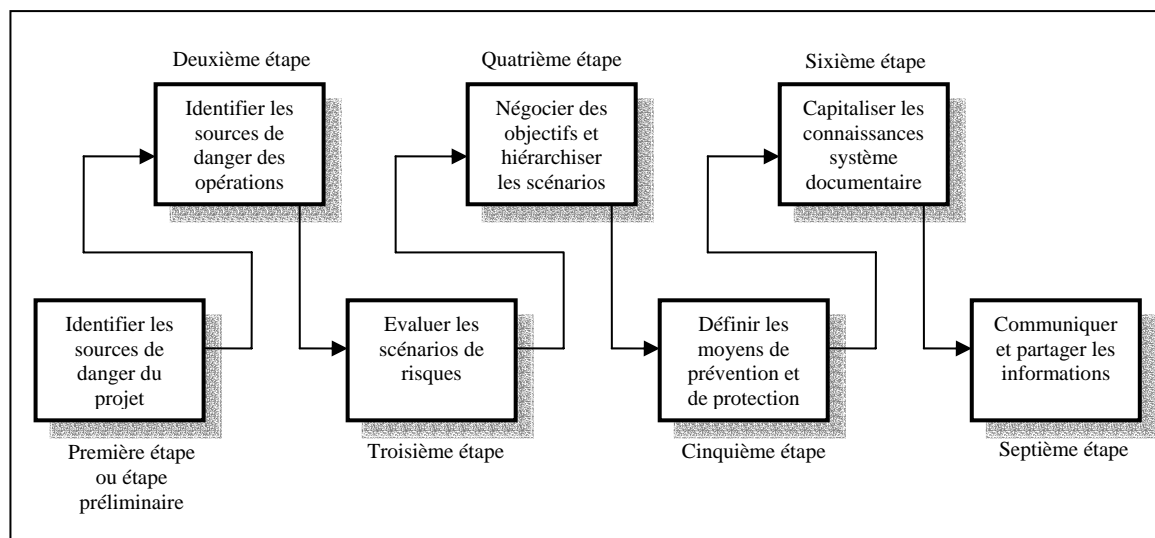 Deuxième étape
Identifier les
sources de
danger des
opérations
Quatrième étape
Négocier des
objectifs et
hiérarchiser
les scénarios
Sixième étape
Capitaliser les
connaissances
système
documentaire
Identifier les
sources de
danger du
projet
Première étape
ou étape
préliminaire
Evaluer les
scénarios de
risques
Troisième étape
Définir les
moyens de
prévention et
de protection
Cinquième étape
Communiquer
et partager les
informations
Septième étape